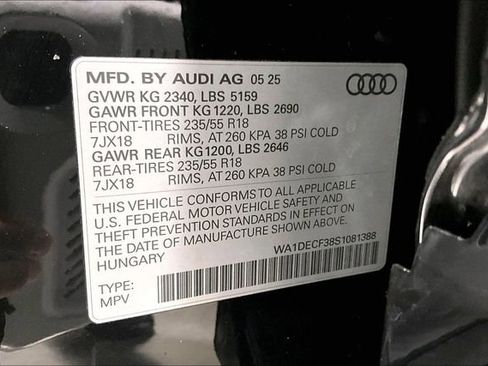 MFD. BY AUDI AG 05 25
GVWR KG 2340, LBS 5159
GAWR FRONT KG 1220, LBS 2690
FRONT-TIRES 235/55 R18
7JX18 RIMS, AT 260 KPA 38 PSI COLD
GAWR REAR KG 1200, LBS 2646
REAR-TIRES 235/55 R18
7JX18 RIMS, AT 260 KPA 38 PSI COLD
THIS VEHICLE CONFORMS TO ALL APPLICABLE
U.S. FEDERAL MOTOR VEHICLE SAFETY AND
THEFT PREVENTION STANDARDS IN EFFECT ON
THE DATE OF MANUFACTURE SHOWN ABOVE.
HUNGARY
WA1DECF38S1081388
TYPE:
MPV